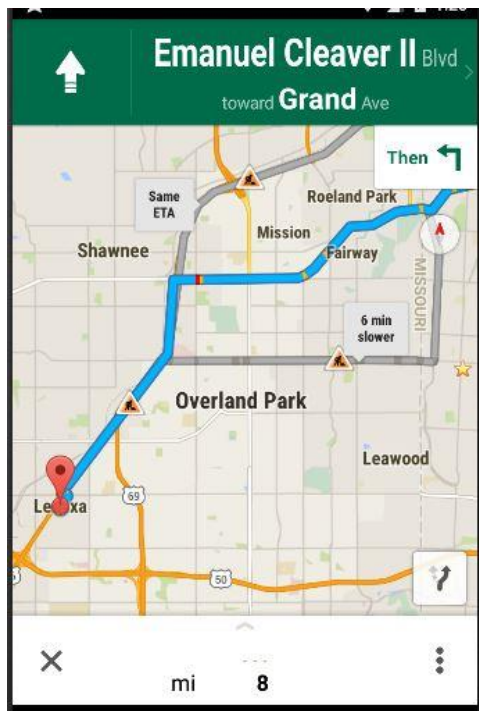 Emanuel Cleaver II Blvd
toward Grand Ave
Then
Same
ETA
Roeland Park
Mission
Shawnee
Fairway
MISSOURI
6 min
slower
Overland Park
Leawood
69
50
mi 8